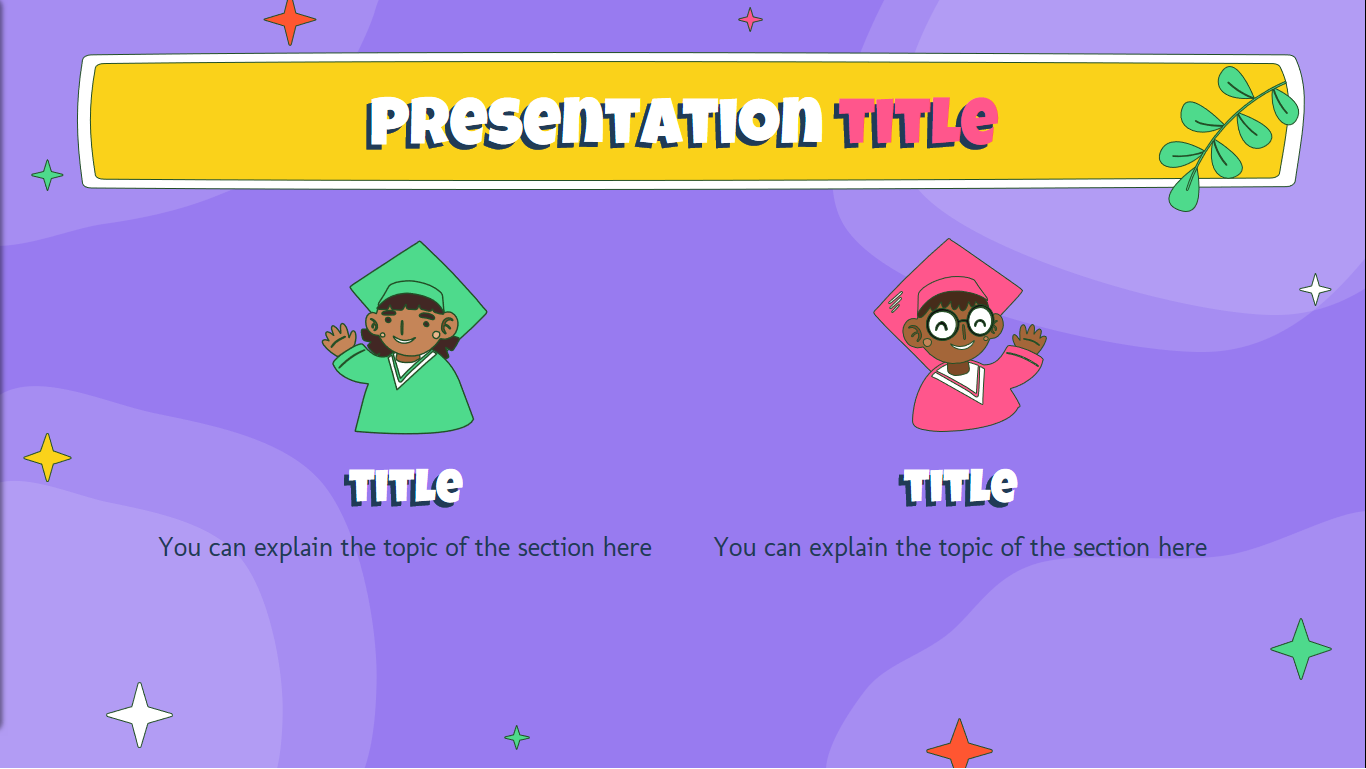 PRESENTATION TITLE
TITLE
You can explain the topic of the section here
TITLE
You can explain the topic of the section here